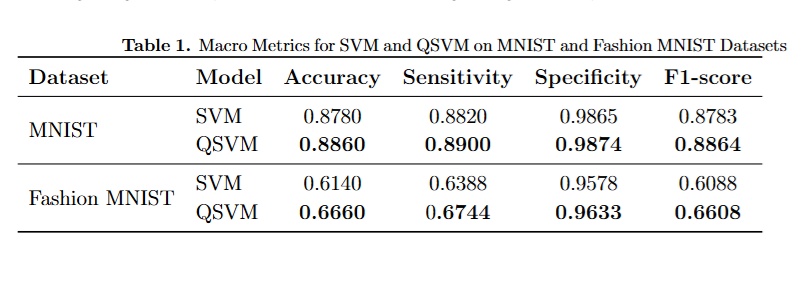 Table 1. Macro Metrics for SVM and QSVM on MNIST and Fashion MNIST Datasets
Dataset Model Accuracy Sensitivity Specificity F1-score
MNIST SVM 0.8780 0.8820 0.9865 0.8783
QSVM 0.8860 0.8900 0.9874 0.8864
Fashion MNIST SVM 0.6140 0.6388 0.9578 0.6088
QSVM 0.6660 0.6744 0.9633 0.6608